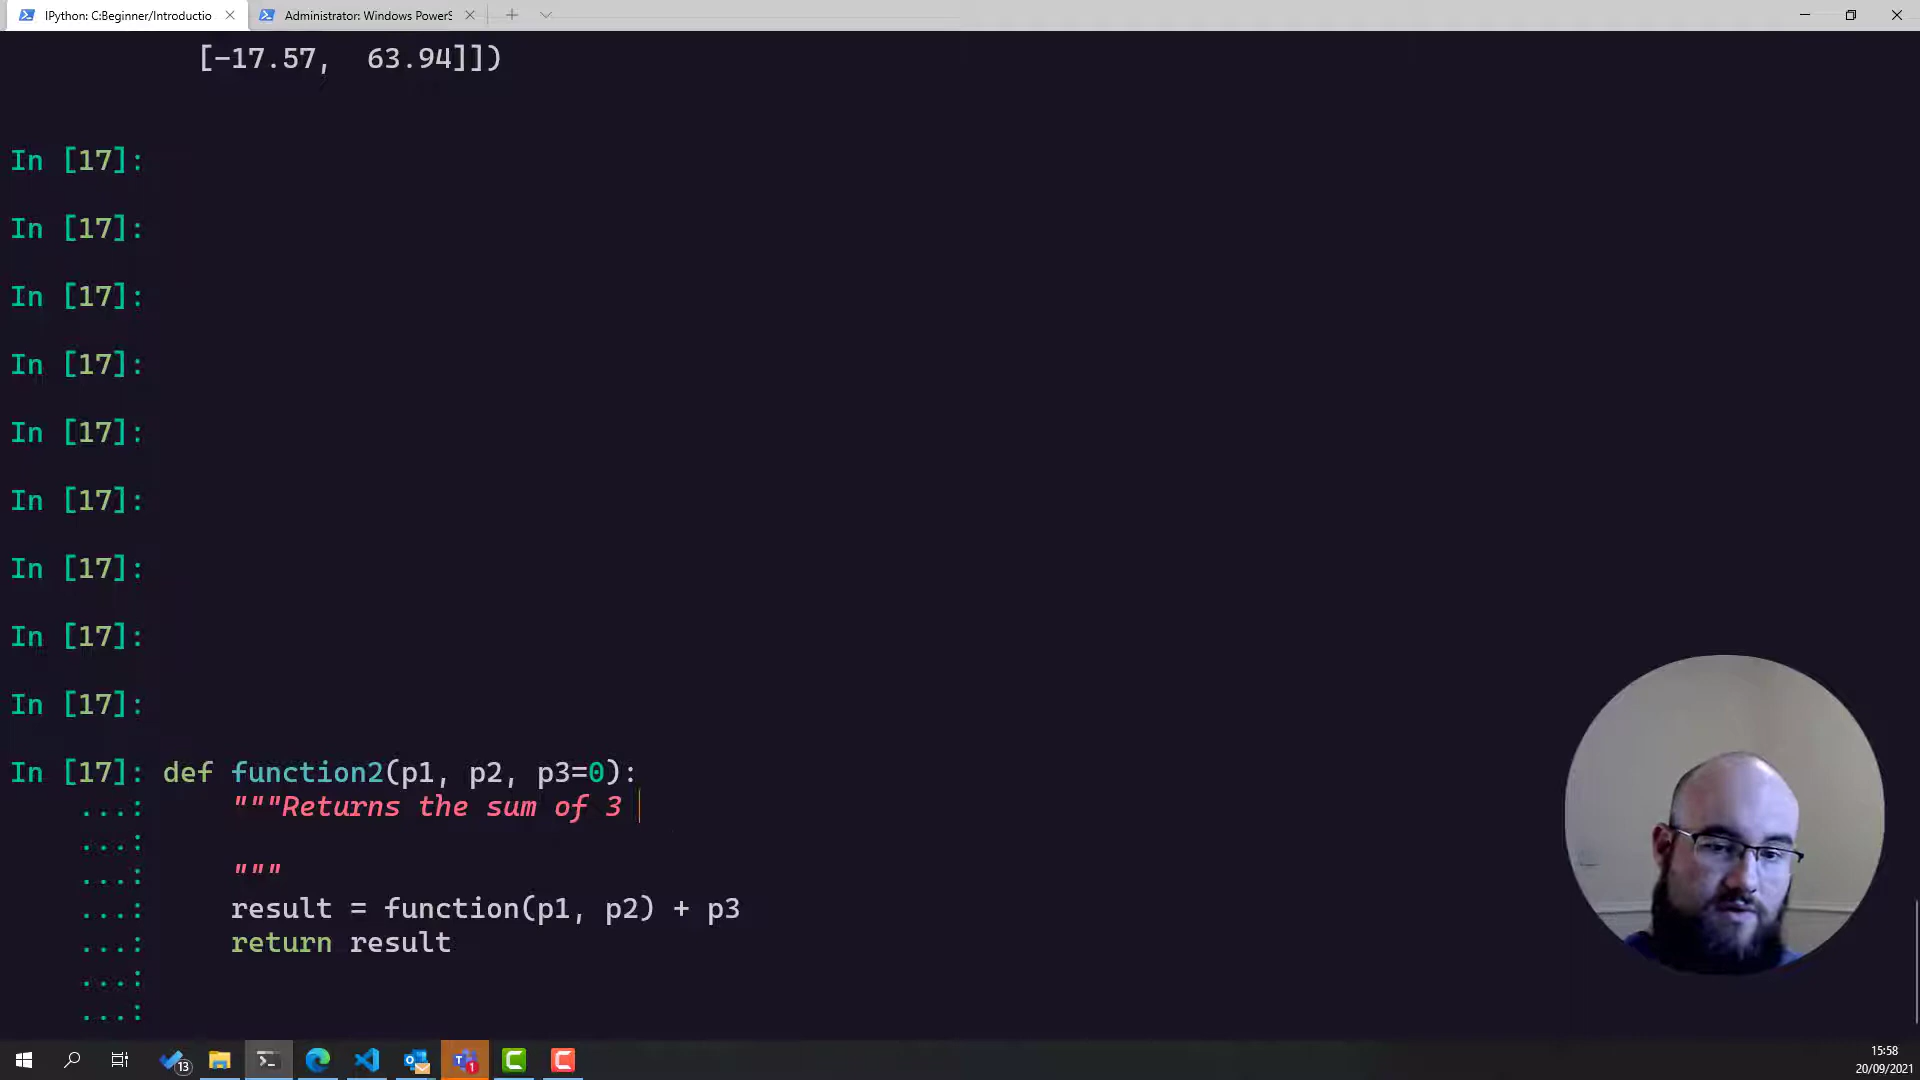 IPython: C:Beginner/Introductio
Administrator: Windows PowerS
[-17.57,  63.94]])
In [17]:
In [17]:
In [17]:
In [17]:
In [17]:
In [17]:
In [17]:
In [17]:
In [17]:
In [17]: def function2(p1, p2, p3=0):
...:     """Returns the sum of 3
...:
...:     """
...:     result = function(p1, p2) + p3
...:     return result
...:
...:
13
1
15:58
20/09/2021